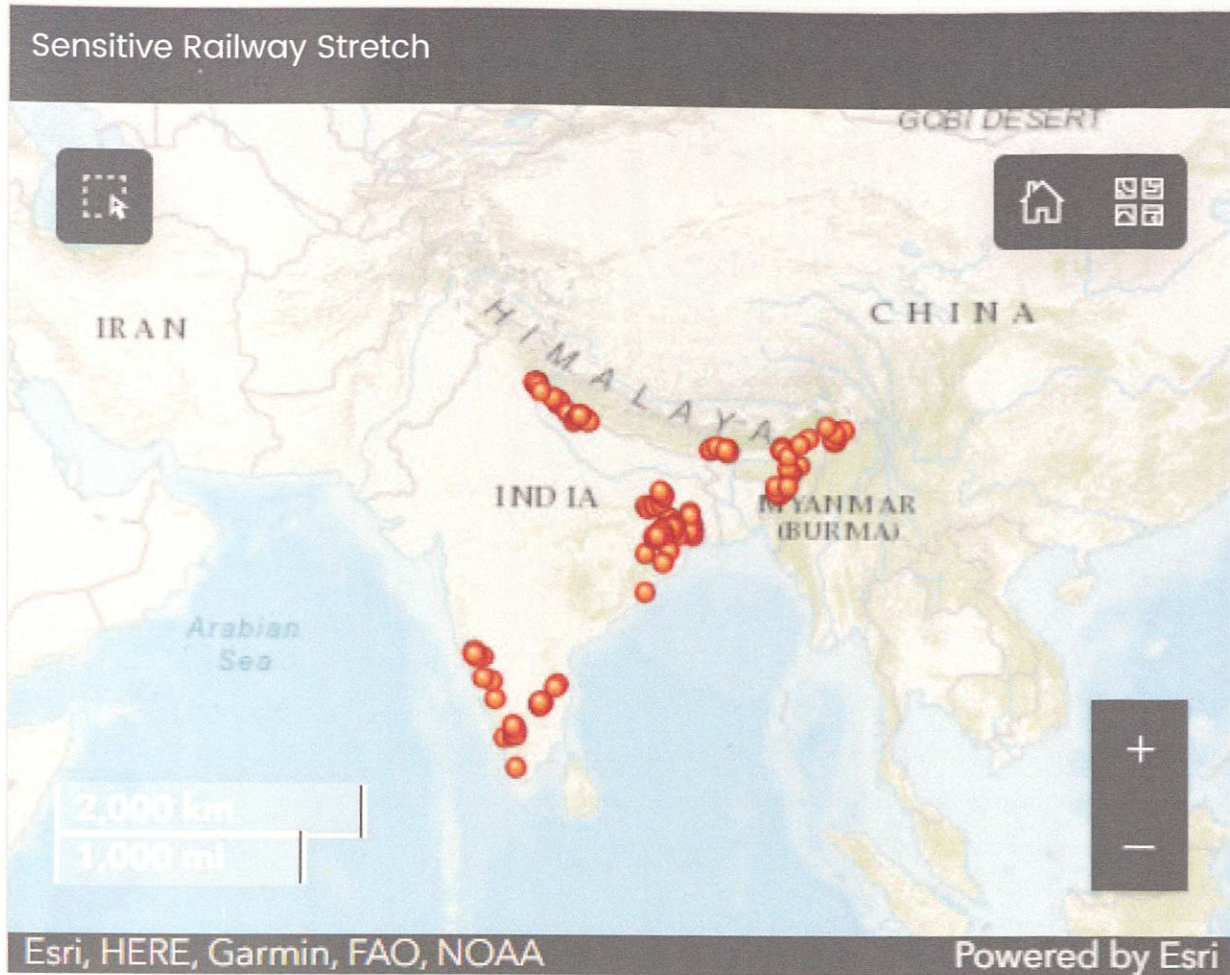 Sensitive Railway Stretch
GOBI DESERT
IRAN
CHINA
HIMALAYA
INDIA
MYANMAR
(BURMA)
Arabian
Sea
2,000 km
1,000 mi
+
–
Esri, HERE, Garmin, FAO, NOAA
Powered by Esri